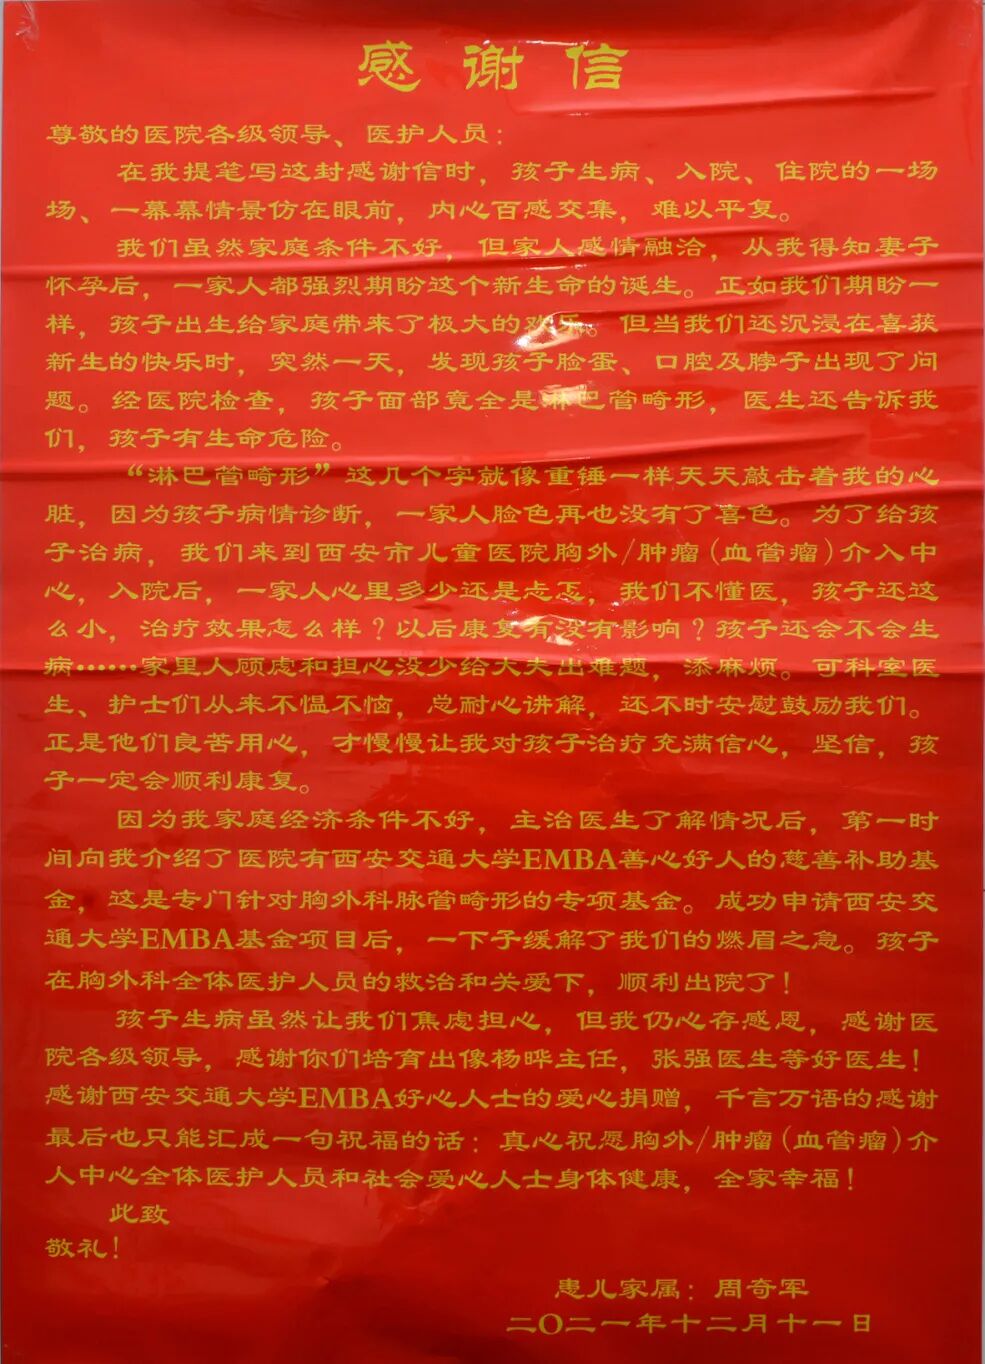 感谢信
尊敬的医院各级领导、医护人员：
在我提笔写这封感谢信时，孩子生病、入院、住院的一场
场、一幕幕情景仿在眼前，内心百感交集，难以平复。
我们虽然家庭条件不好，但家人感情融洽，从我得知妻子
怀孕后，一家人都强烈期盼这个新生命的诞生。正如我们期盼一
样，孩子出生给家庭带来了极大的欢乐。但当我们还沉浸在喜获
新生的快乐时，突然一天，发现孩子脸蛋、口腔及脖子出现了问
题。经医院检查，孩子面部竟全是淋巴管畸形，医生还告诉我
们，孩子有生命危险。
“淋巴管畸形”这几个字就像重锤一样天天敲击着我的心
脏，因为孩子病情诊断，一家人脸色再也没有了喜色。为了给孩
子治病，我们来到西安市儿童医院胸外/肿瘤(血管瘤)介入中
心，入院后，一家人心里多少还是忐忑，我们不懂医，孩子还这
么小，治疗效果怎么样？以后康复有没有影响？孩子还会不会生
病……家里人顾虑和担心没少给大夫出难题，添麻烦。可科室医
生、护士们从来不愠不恼，总耐心讲解，还不时安慰鼓励我们。
正是他们良苦用心，才慢慢让我对孩子治疗充满信心，坚信，孩
子一定会顺利康复。
因为我家庭经济条件不好，主治医生了解情况后，第一时
间向我介绍了医院有西安交通大学EMBA善心好人的慈善补助基
金，这是专门针对胸外科脉管畸形的专项基金。成功申请西安交
通大学EMBA基金项目后，一下子缓解了我们的燃眉之急。孩子
在胸外科全体医护人员的救治和关爱下，顺利出院了！
孩子生病虽然让我们焦虑担心，但我仍心存感恩，感谢医
院各级领导，感谢你们培育出像杨晔主任，张强医生等好医生！
感谢西安交通大学EMBA好心人士的爱心捐赠，千言万语的感谢
最后也只能汇成一句祝福的话：真心祝愿胸外/肿瘤(血管瘤)介
入中心全体医护人员和社会爱心人士身体健康，全家幸福！
此致
敬礼！
患儿家属：周奇军
二〇二一年十二月十一日